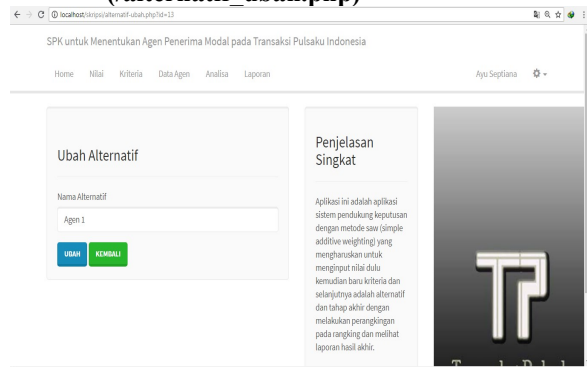 (/alternatif_ubah.php)
localhost/skripsi/alternatif-ubah.php?id=13
SPK untuk Menentukan Agen Penerima Modal pada Transaksi Pulsaku Indonesia
Home Nilai Kriteria Data Agen Analisa Laporan Ayu Septiana
Ubah Alternatif
Nama Alternatif
Agen 1
UBAH KEMBALI
Penjelasan
Singkat
Aplikasi ini adalah aplikasi
sistem pendukung keputusan
dengan metode saw (simple
additive weighting) yang
mengharuskan untuk
menginput nilai dulu
kemudian baru kriteria dan
selanjutnya adalah alternatif
dan tahap akhir dengan
melakukan perangkingan
pada rangking dan melihat
laporan hasil akhir.
TP